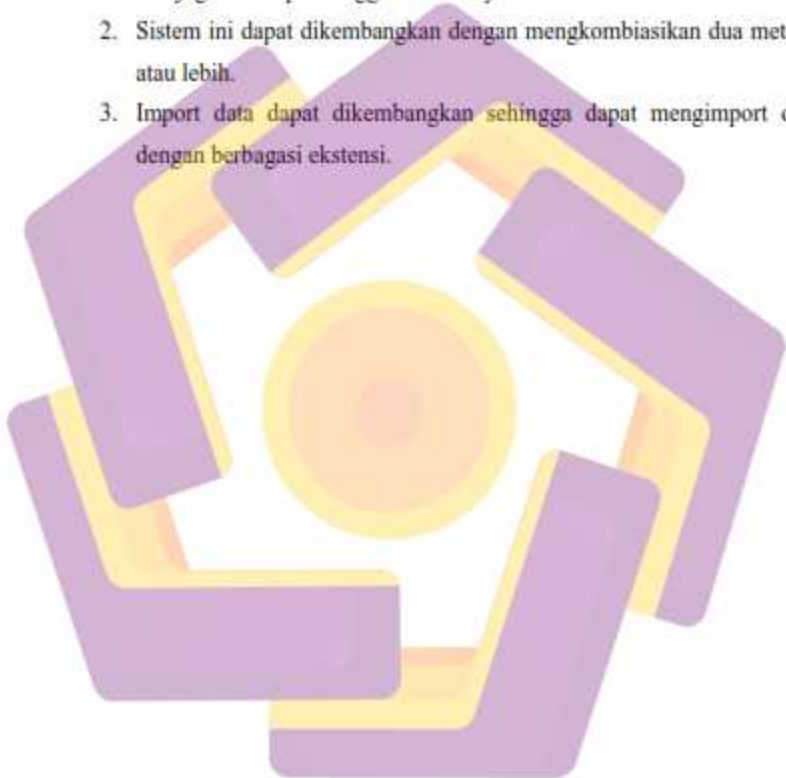 2. Sistem ini dapat dikembangkan dengan mengkombiasikan dua met
atau lebih.
3. Import data dapat dikembangkan sehingga dapat mengimport
dengan berbagasi ekstensi.